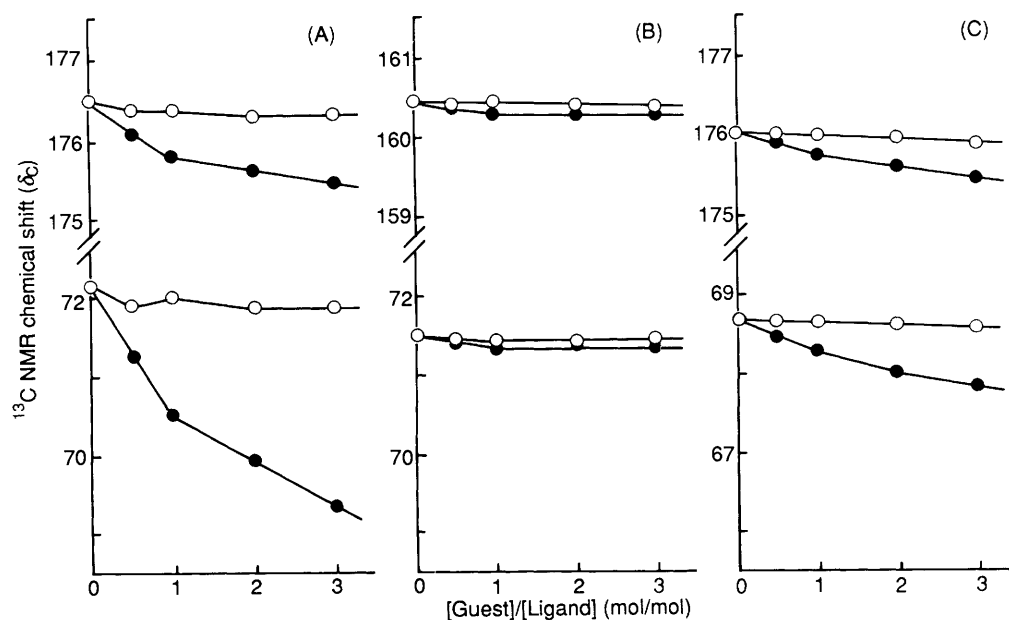 (A)
177
176
175
72
70
0 1 2 3
(B)
161
160
159
72
70
0 1 2 3
(C)
177
176
175
69
67
0 1 2 3
¹³C NMR chemical shift (δC)
[Guest]/[Ligand] (mol/mol)